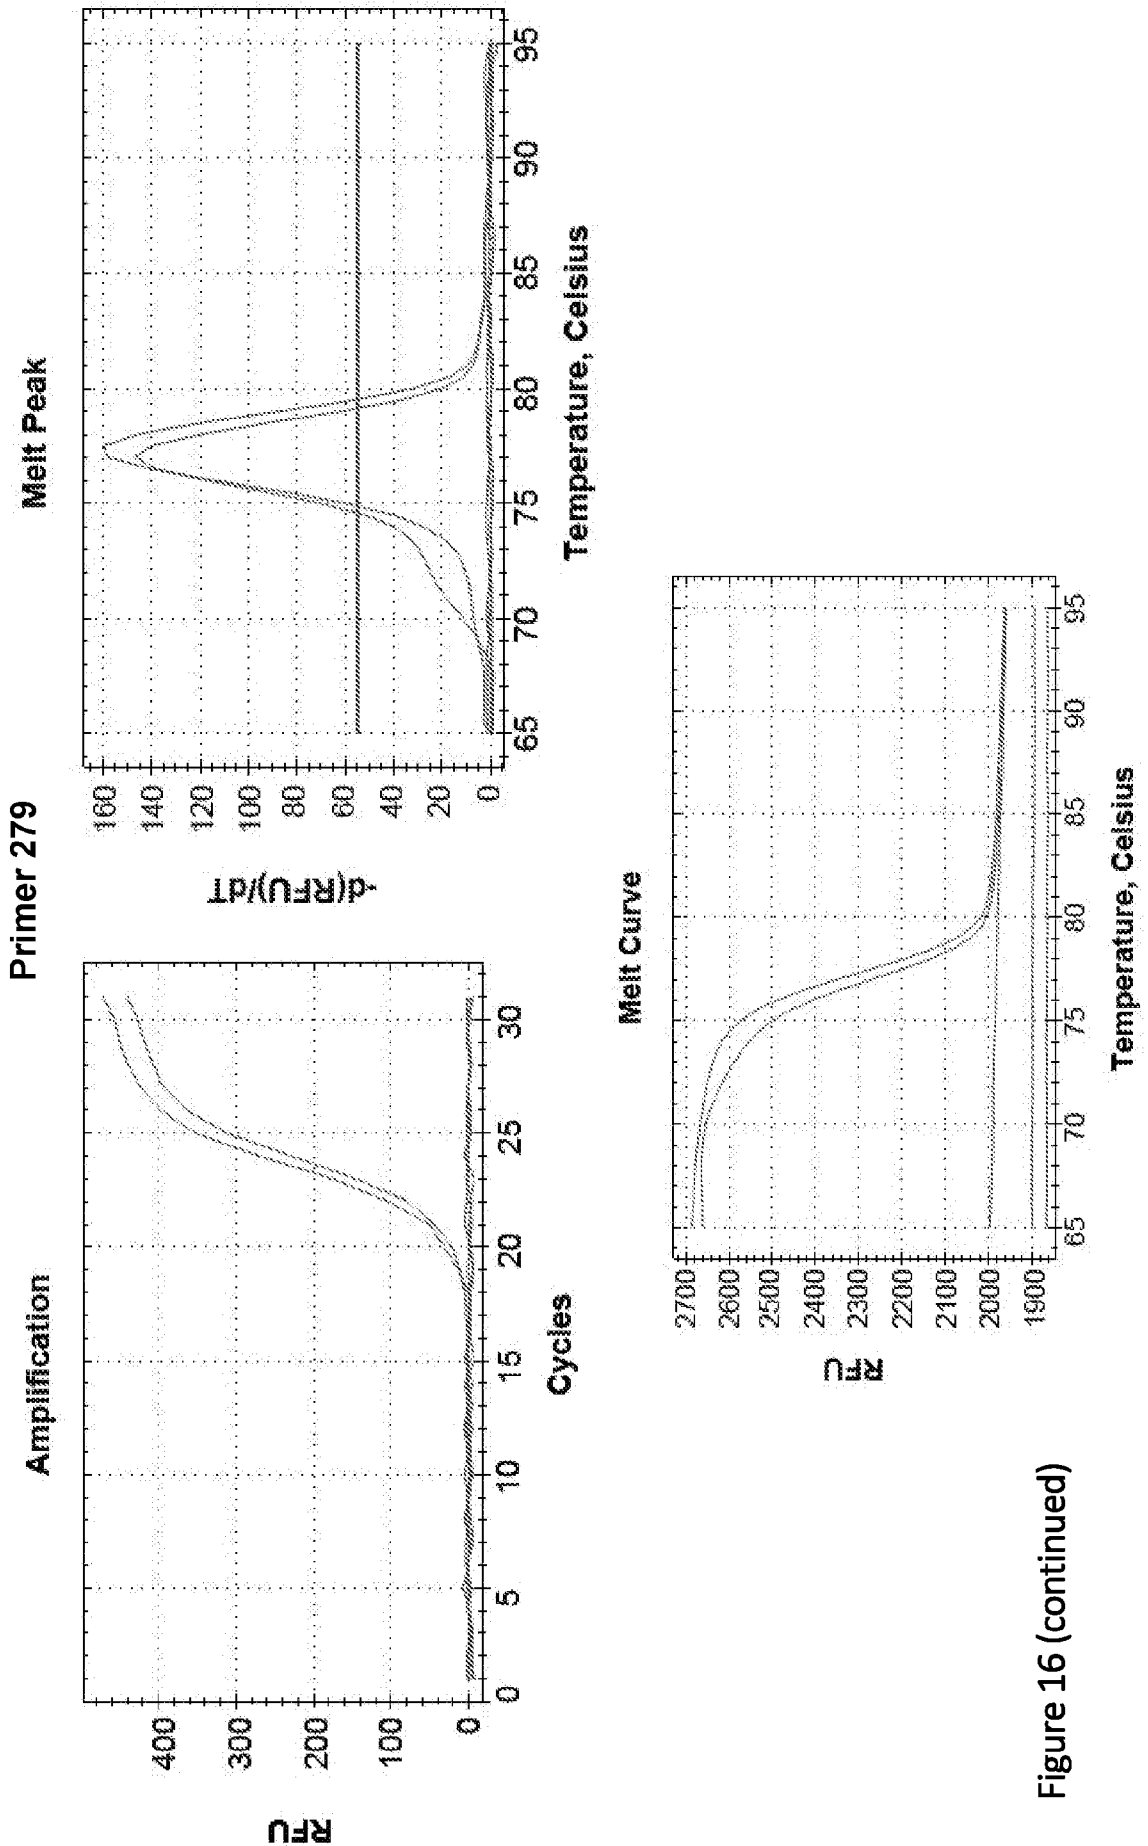 Primer 279
Amplification
400
300
200
100
0
RFU
0 5 10 15 20 25 30
Cycles
Melt Peak
160
140
120
100
80
60
40
20
0
-d(RFU)/dT
65 70 75 80 85 90 95
Temperature, Celsius
Melt Curve
2700
2600
2500
2400
2300
2200
2100
2000
1900
RFU
65 70 75 80 85 90 95
Temperature, Celsius
Figure 16 (continued)